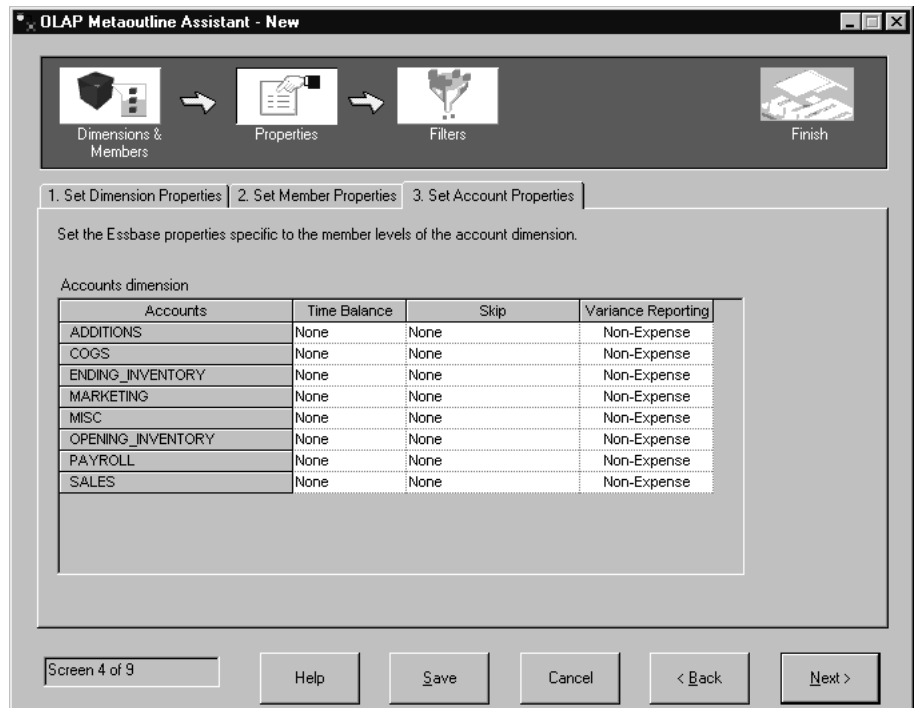 OLAP Metaoutline Assistant - New
Dimensions & Members
Properties
Filters
Finish
1. Set Dimension Properties 2. Set Member Properties 3. Set Account Properties
Set the Essbase properties specific to the member levels of the account dimension.
Accounts dimension
Accounts Time Balance Skip Variance Reporting
ADDITIONS None None Non-Expense
COGS None None Non-Expense
ENDING_INVENTORY None None Non-Expense
MARKETING None None Non-Expense
MISC None None Non-Expense
OPENING_INVENTORY None None Non-Expense
PAYROLL None None Non-Expense
SALES None None Non-Expense
Screen 4 of 9 Help Save Cancel < Back Next >